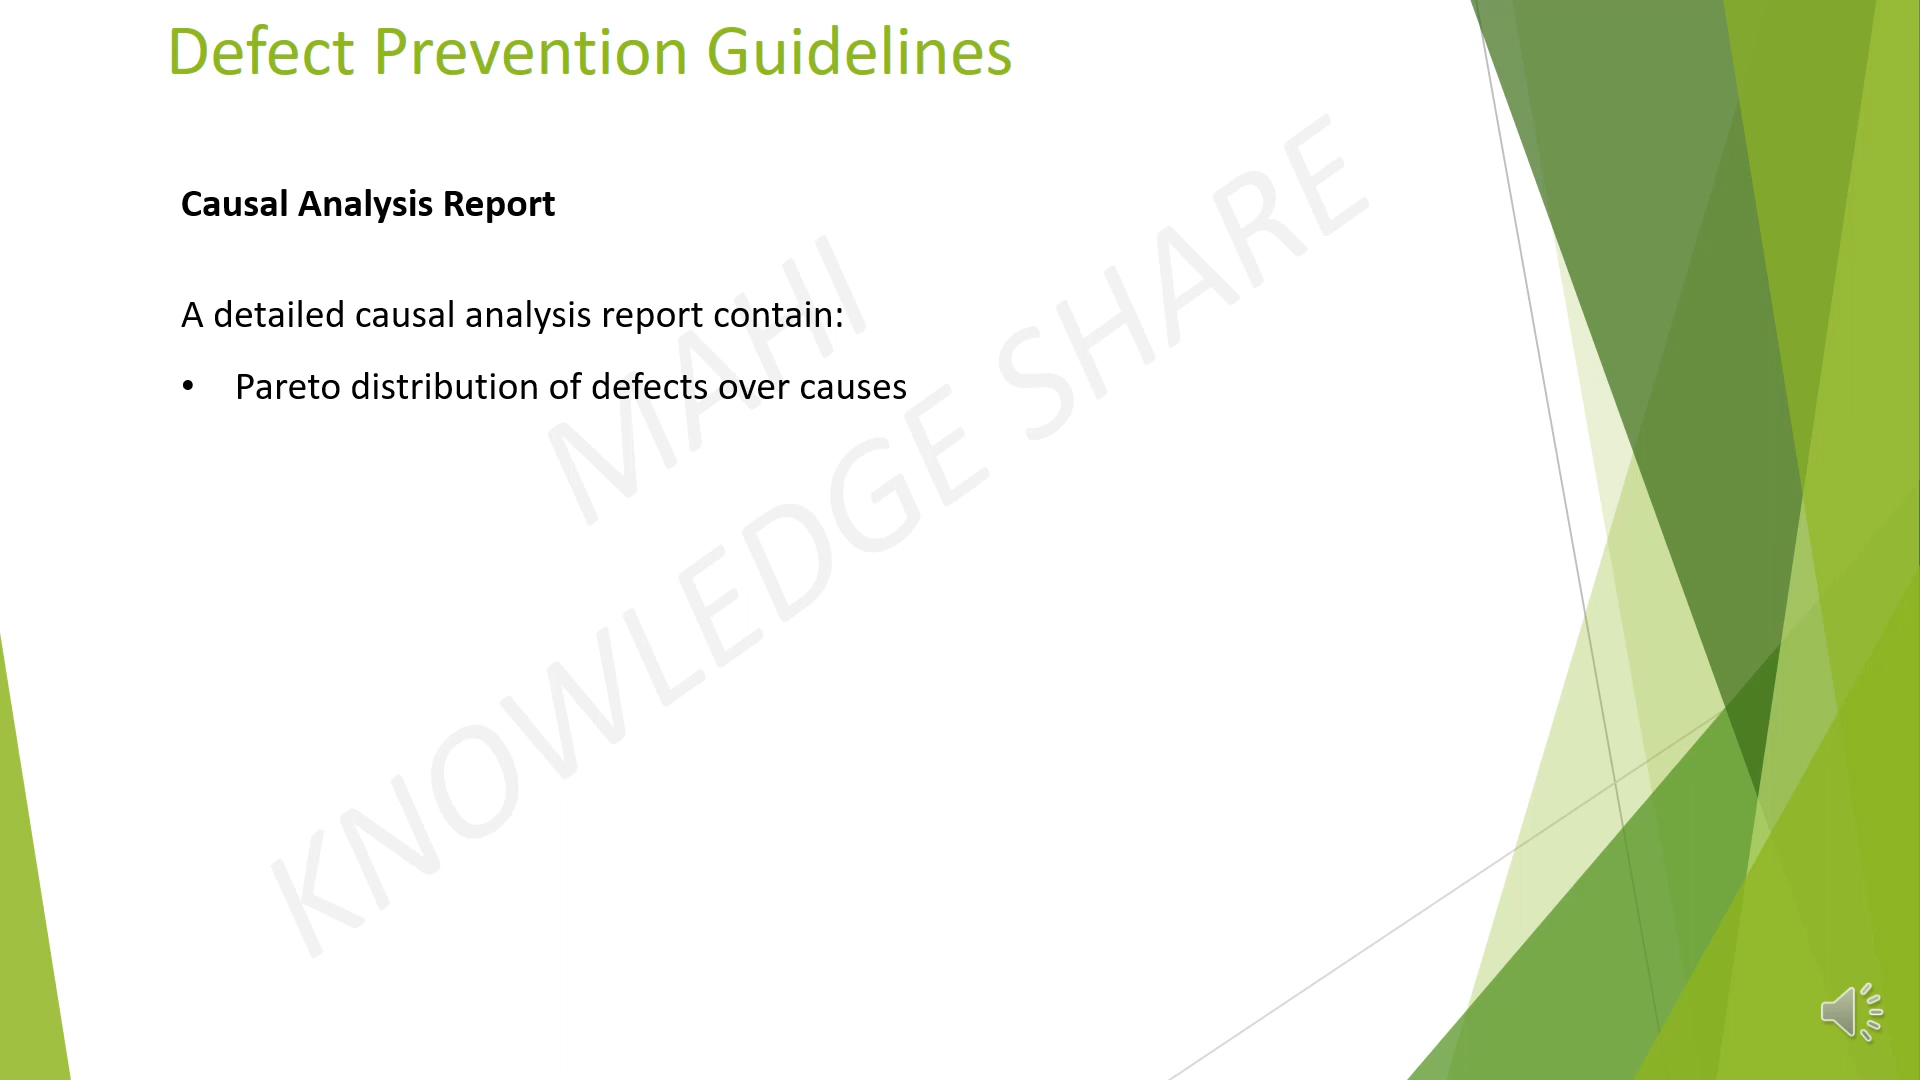 Defect Prevention Guidelines
Causal Analysis Report
A detailed causal analysis report contain:
• Pareto distribution of defects over causes
MAHI
KNOWLEDGE SHARE